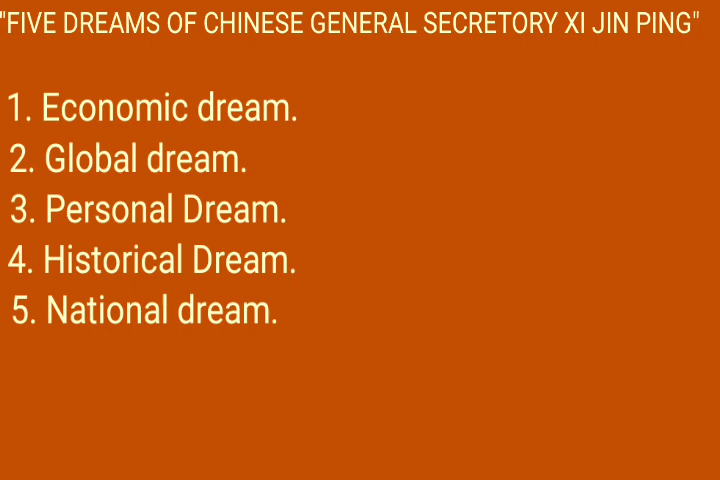 "FIVE DREAMS OF CHINESE GENERAL SECRETORY XI JIN PING"
1. Economic dream.
2. Global dream.
3. Personal Dream.
4. Historical Dream.
5. National dream.